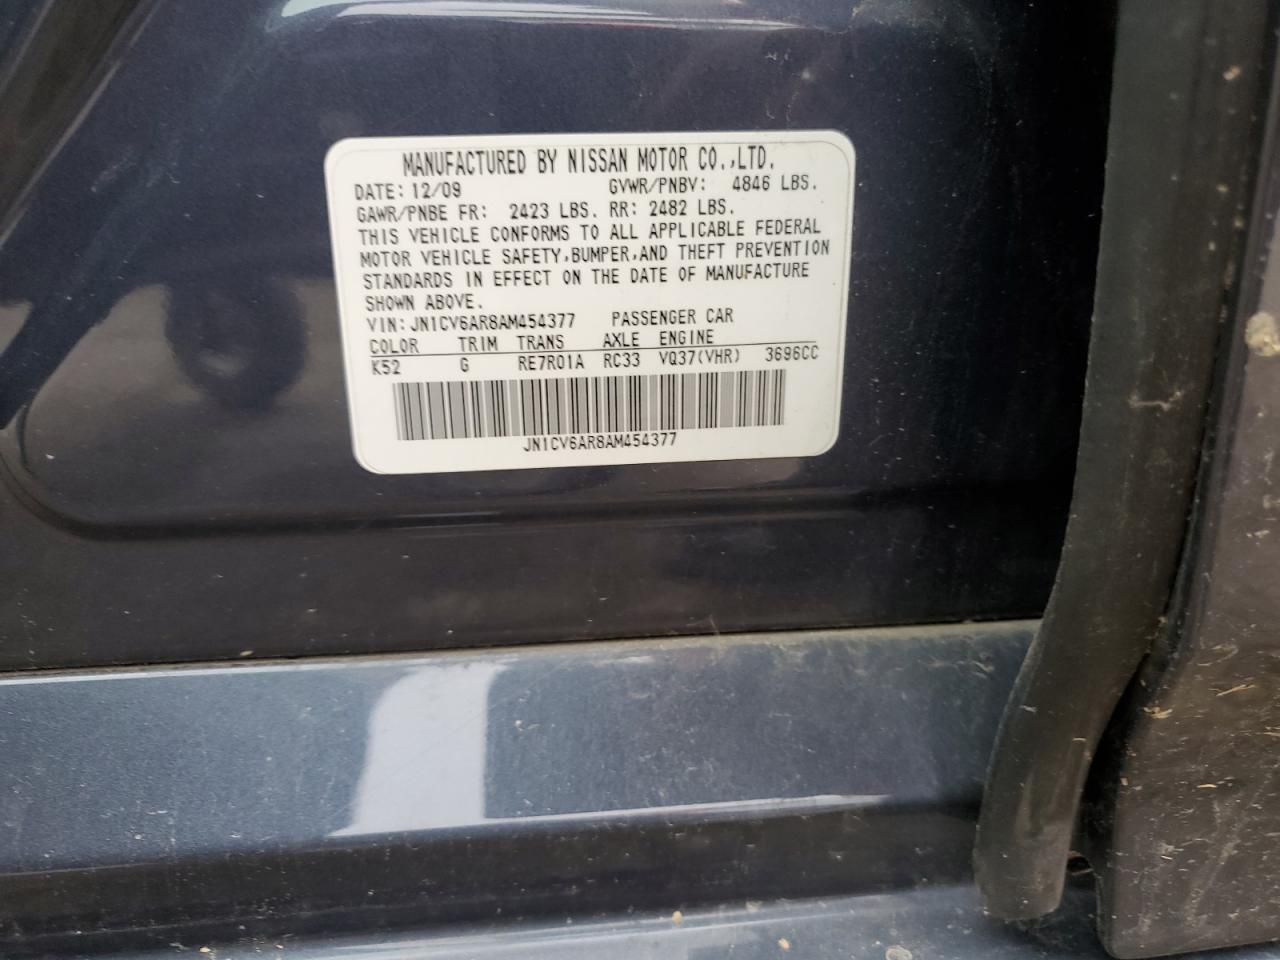 MANUFACTURED BY NISSAN MOTOR CO.,LTD.
DATE: 12/09 GVWR/PNBV: 4846 LBS.
GAWR/PNBE FR: 2423 LBS. RR: 2482 LBS.
THIS VEHICLE CONFORMS TO ALL APPLICABLE FEDERAL
MOTOR VEHICLE SAFETY,BUMPER,AND THEFT PREVENTION
STANDARDS IN EFFECT ON THE DATE OF MANUFACTURE
SHOWN ABOVE.
VIN: JN1CV6AR8AM454377 PASSENGER CAR
COLOR TRIM TRANS AXLE ENGINE
K52 G RE7R01A RC33 VQ37(VHR) 3696CC
JN1CV6AR8AM454377